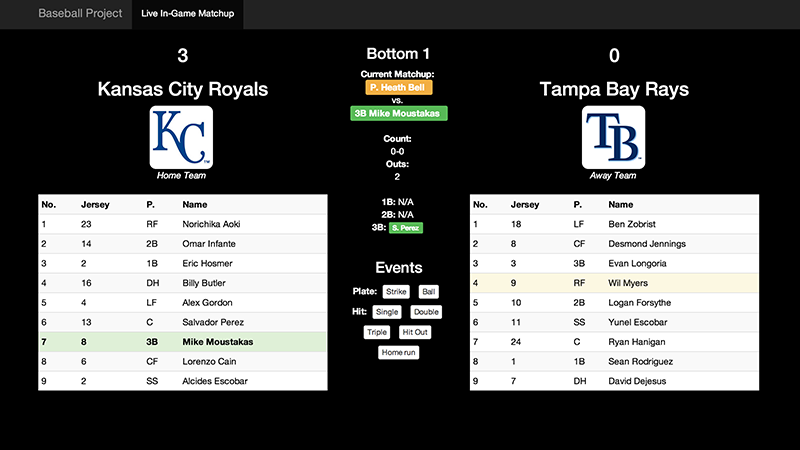 Baseball Project Live In-Game Matchup
3
Kansas City Royals
KC
™
Home Team
No. Jersey P. Name
1 23 RF Norichika Aoki
2 14 2B Omar Infante
3 2 1B Eric Hosmer
4 16 DH Billy Butler
5 4 LF Alex Gordon
6 13 C Salvador Perez
7 8 3B Mike Moustakas
8 6 CF Lorenzo Cain
9 2 SS Alcides Escobar
Bottom 1
Current Matchup:
P. Heath Bell
vs.
3B Mike Moustakas
Count:
0-0
Outs:
2
1B: N/A
2B: N/A
3B: S. Perez
Events
Plate: Strike Ball
Hit: Single Double
Triple Hit Out
Home run
0
Tampa Bay Rays
TB
™
Away Team
No. Jersey P. Name
1 18 LF Ben Zobrist
2 8 CF Desmond Jennings
3 3 3B Evan Longoria
4 9 RF Wil Myers
5 10 2B Logan Forsythe
6 11 SS Yunel Escobar
7 24 C Ryan Hanigan
8 1 1B Sean Rodriguez
9 7 DH David Dejesus